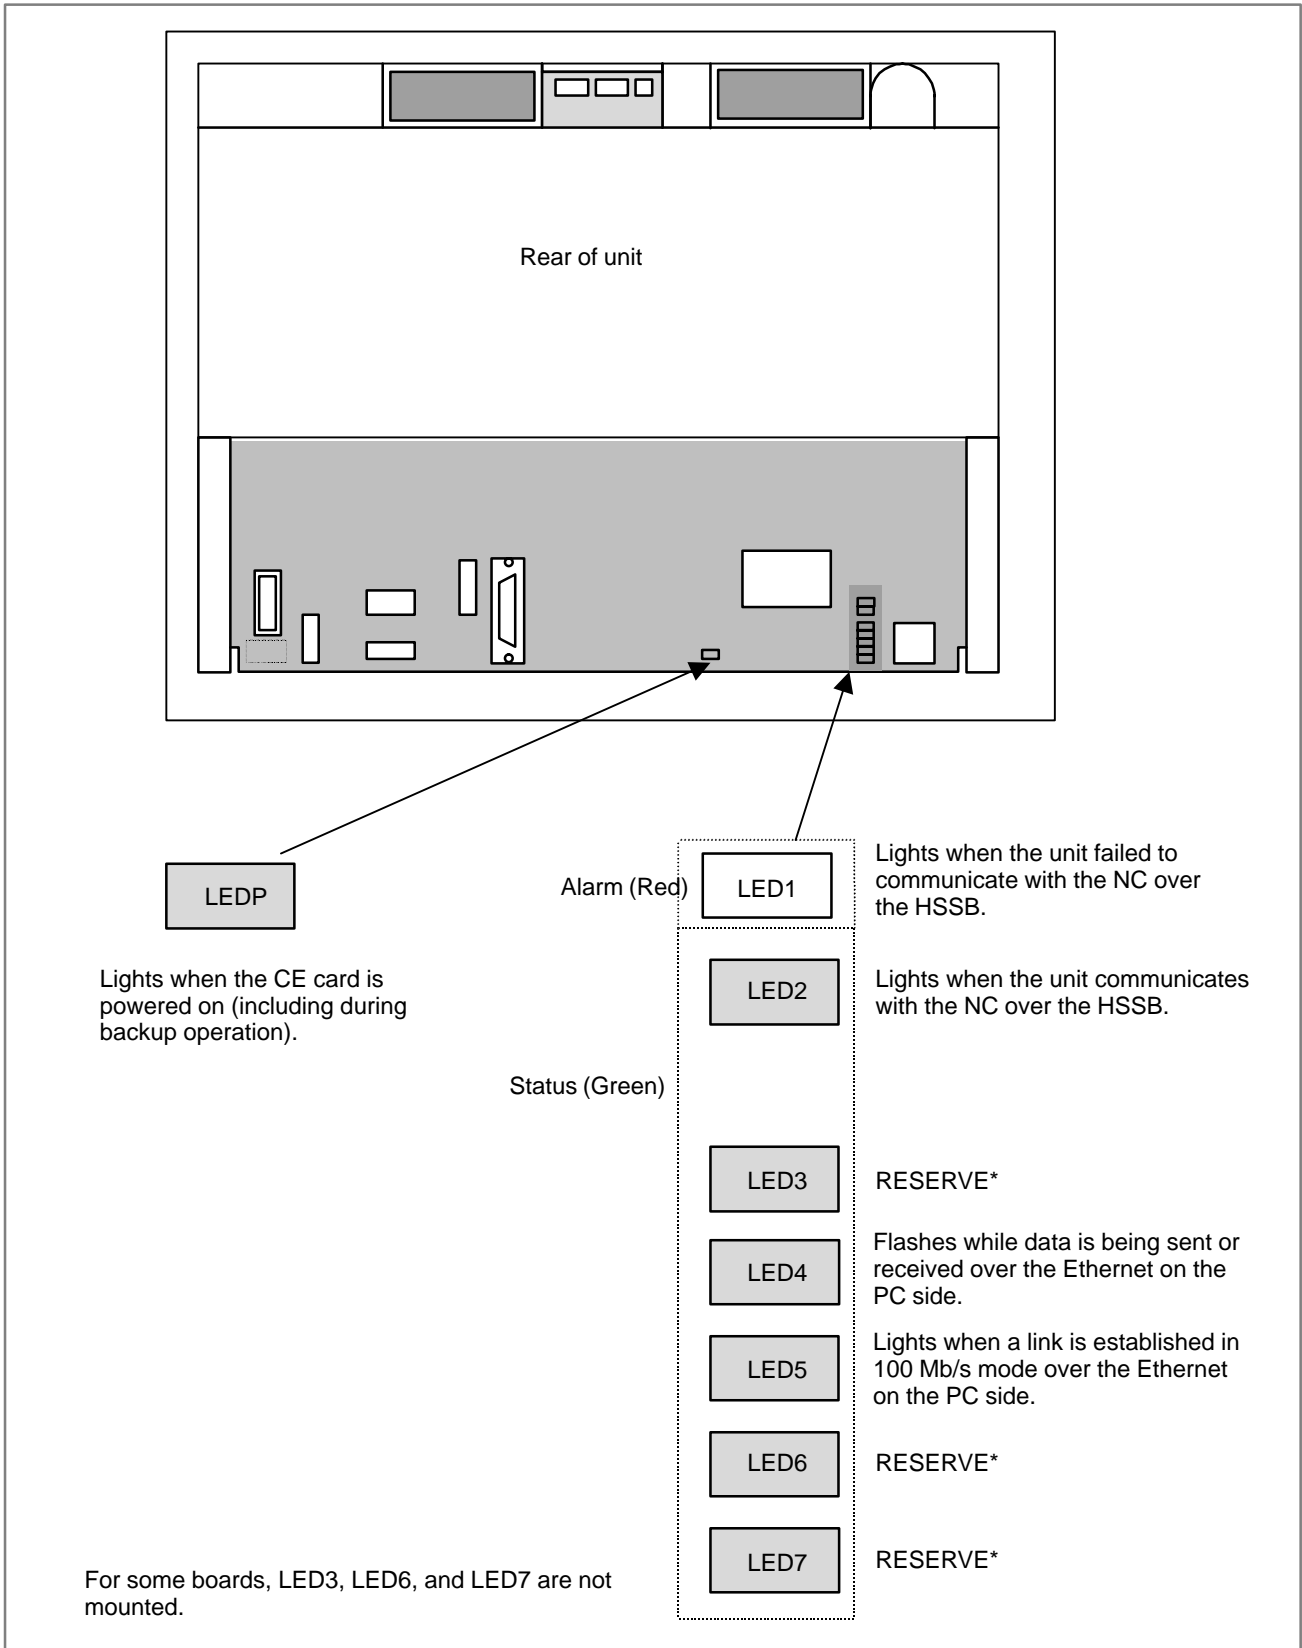 Rear of unit
LEDP
Lights when the CE card is
powered on (including during
backup operation).
Alarm (Red)
LED1
Lights when the unit failed to
communicate with the NC over
the HSSB.
LED2
Lights when the unit communicates
with the NC over the HSSB.
Status (Green)
LED3
RESERVE*
LED4
Flashes while data is being sent or
received over the Ethernet on the
PC side.
LED5
Lights when a link is established in
100 Mb/s mode over the Ethernet
on the PC side.
LED6
RESERVE*
LED7
RESERVE*
For some boards, LED3, LED6, and LED7 are not
mounted.